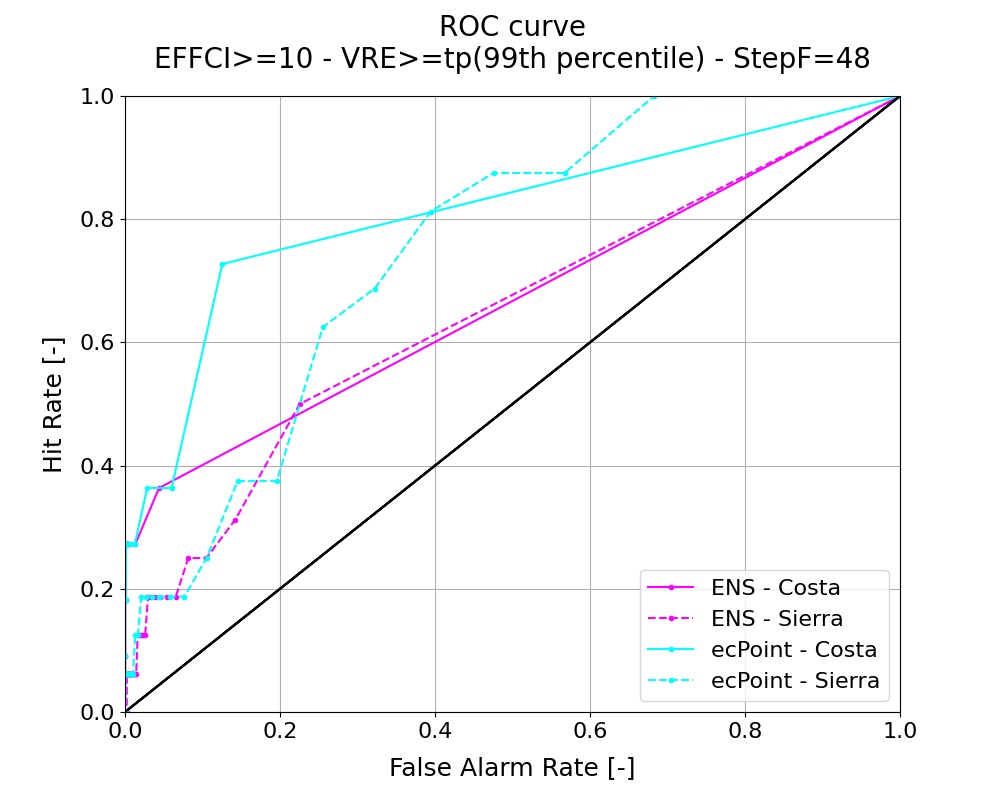 ROC curve
EFFCI>=10 - VRE>=tp(99th percentile) - StepF=48
1.0
0.8
0.6
0.4
0.2
0.0
Hit Rate [-]
0.0
0.2
0.4
0.6
0.8
1.0
False Alarm Rate [-]
ENS - Costa
ENS - Sierra
ecPoint - Costa
ecPoint - Sierra